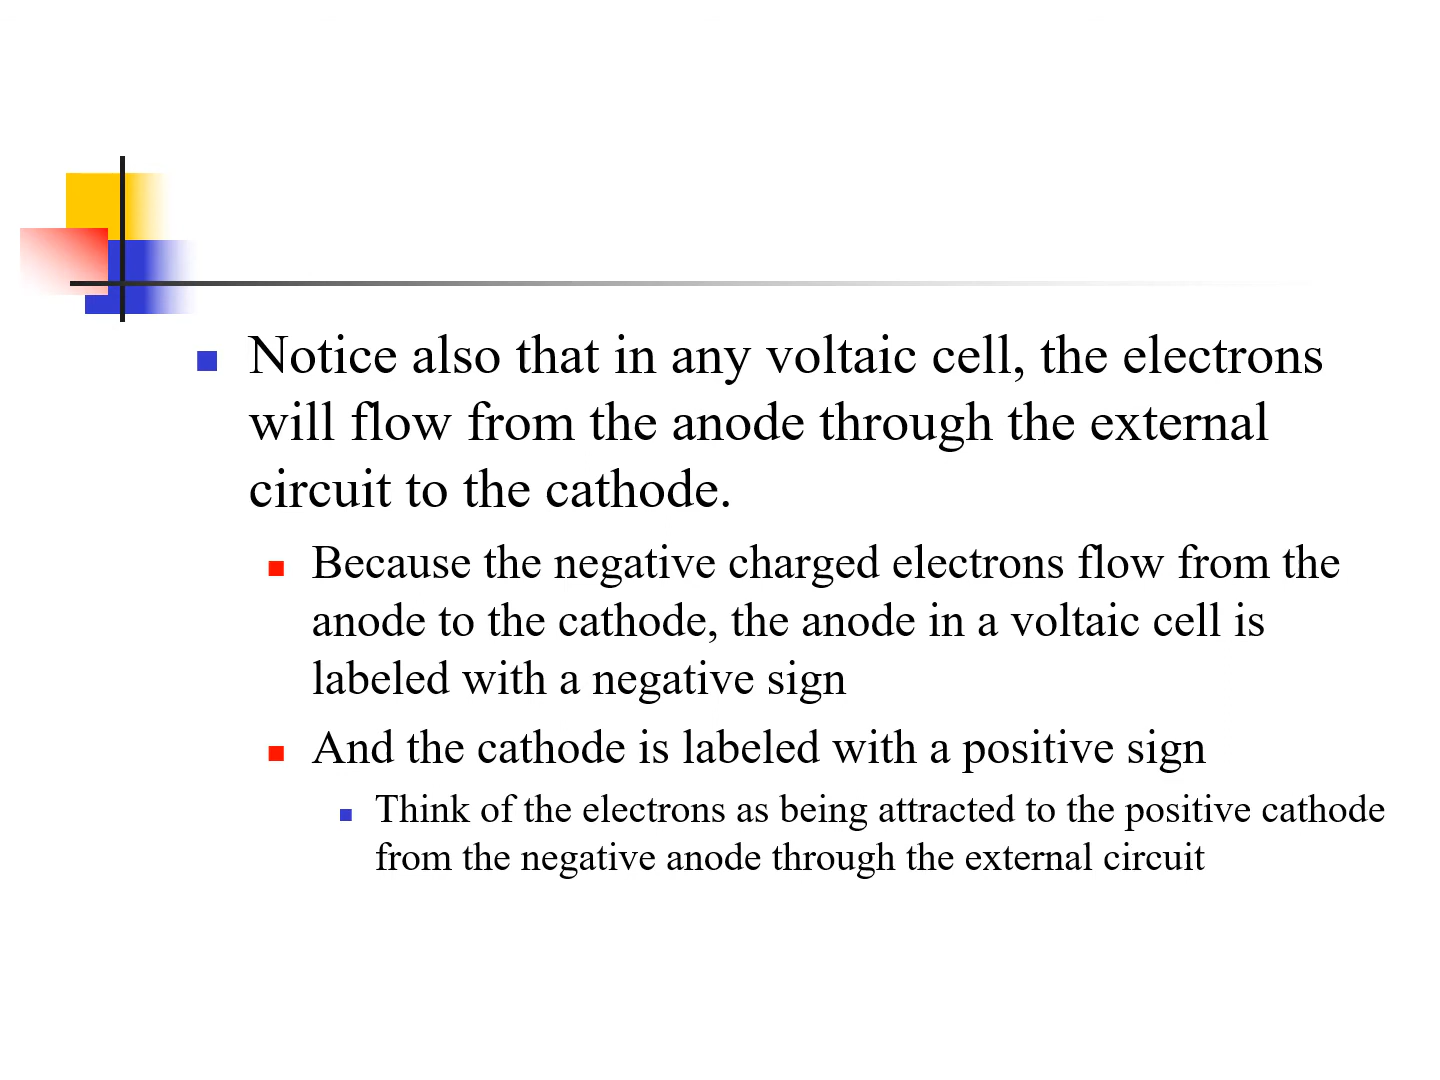 Notice also that in any voltaic cell, the electrons
will flow from the anode through the external
circuit to the cathode.
Because the negative charged electrons flow from the
anode to the cathode, the anode in a voltaic cell is
labeled with a negative sign
And the cathode is labeled with a positive sign
Think of the electrons as being attracted to the positive cathode
from the negative anode through the external circuit